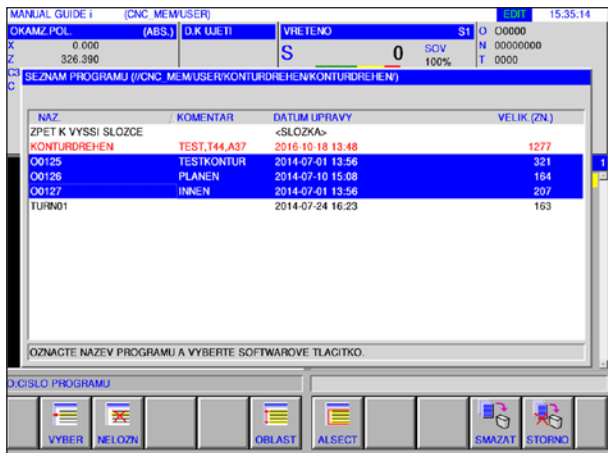 MANUAL GUIDE i (CNC_MEM/USER) EDIT 15:35:14
OKAMZ.POL. (ABS.) D.K UJETI VRETENO S1 O O0000
X 0.000 S 0 SOV 100% N 00000000
Z 326.390 T 0000
C3
C
SEZNAM PROGRAMU (//CNC_MEM/USER/KONTURDREHEN/KONTURDREHEN/)
NAZ. / KOMENTAR DATUM UPRAVY VELIK.(ZN.)
ZPET K VYSSI SLOZCE <SLOZKA>
KONTURDREHEN TEST,T44,A37 2016-10-18 13:48 1277
O0125 TESTKONTUR 2014-07-01 13:56 321
O0126 PLANEN 2014-07-10 15:08 164
O0127 INNEN 2014-07-01 13:56 207
TURN01 2014-07-24 16:23 163
1
OZNACTE NAZEV PROGRAMU A VYBERTE SOFTWAROVE TLACITKO.
O:CISLO PROGRAMU
VYBER NELOZN OBLAST ALSECT SMAZAT STORNO